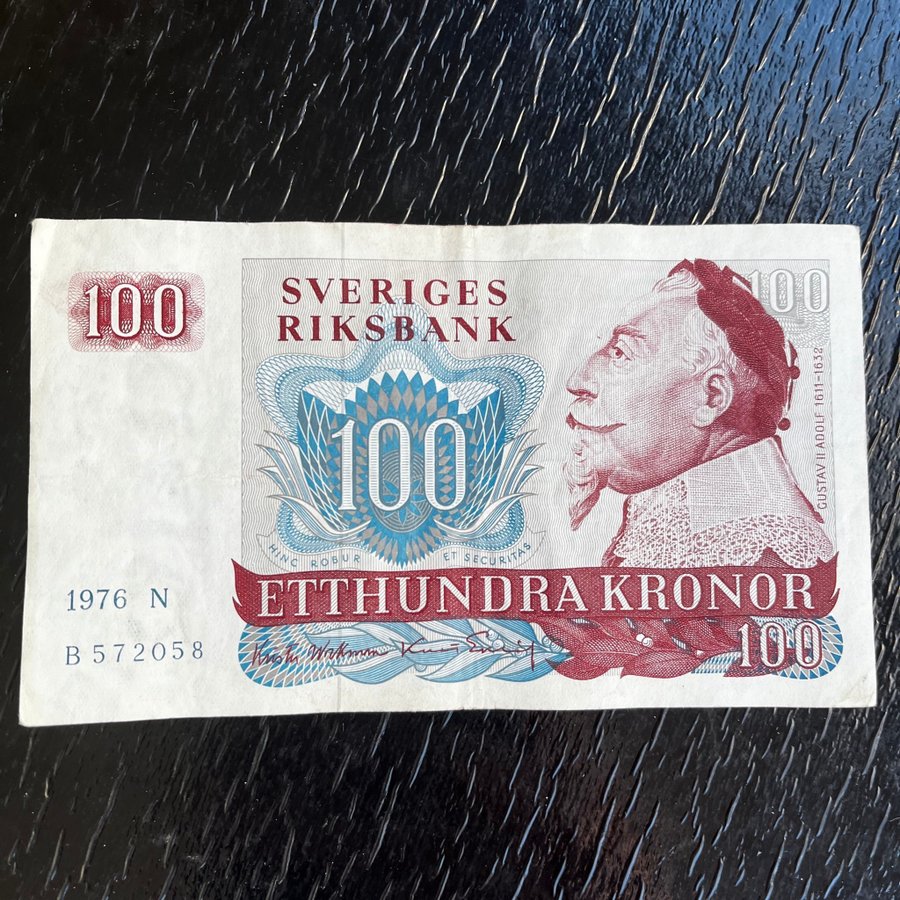 100
SVERIGES
RIKSBANK
100
100
GUSTAV II ADOLF 1611-1632
HINC ROBUR ET SECURITAS
ETTHUNDRA KRONOR
1976 N
B 572058
100